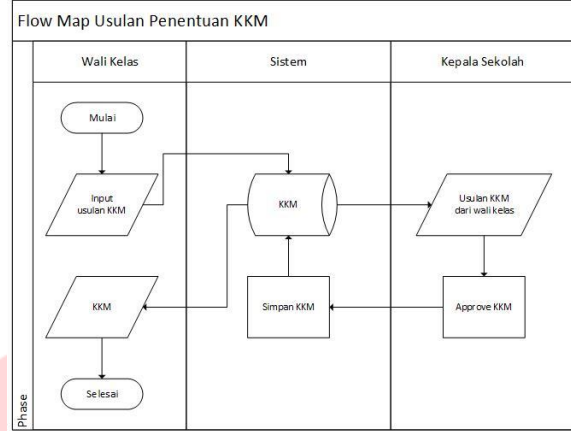 Flow Map Usulan Penentuan KKM
Wali Kelas
Sistem
Kepala Sekolah
Mulai
Input
usulan KKM
KKM
Usulan KKM
dari wali kelas
KKM
Simpan KKM
Approve KKM
Selesai
Phase